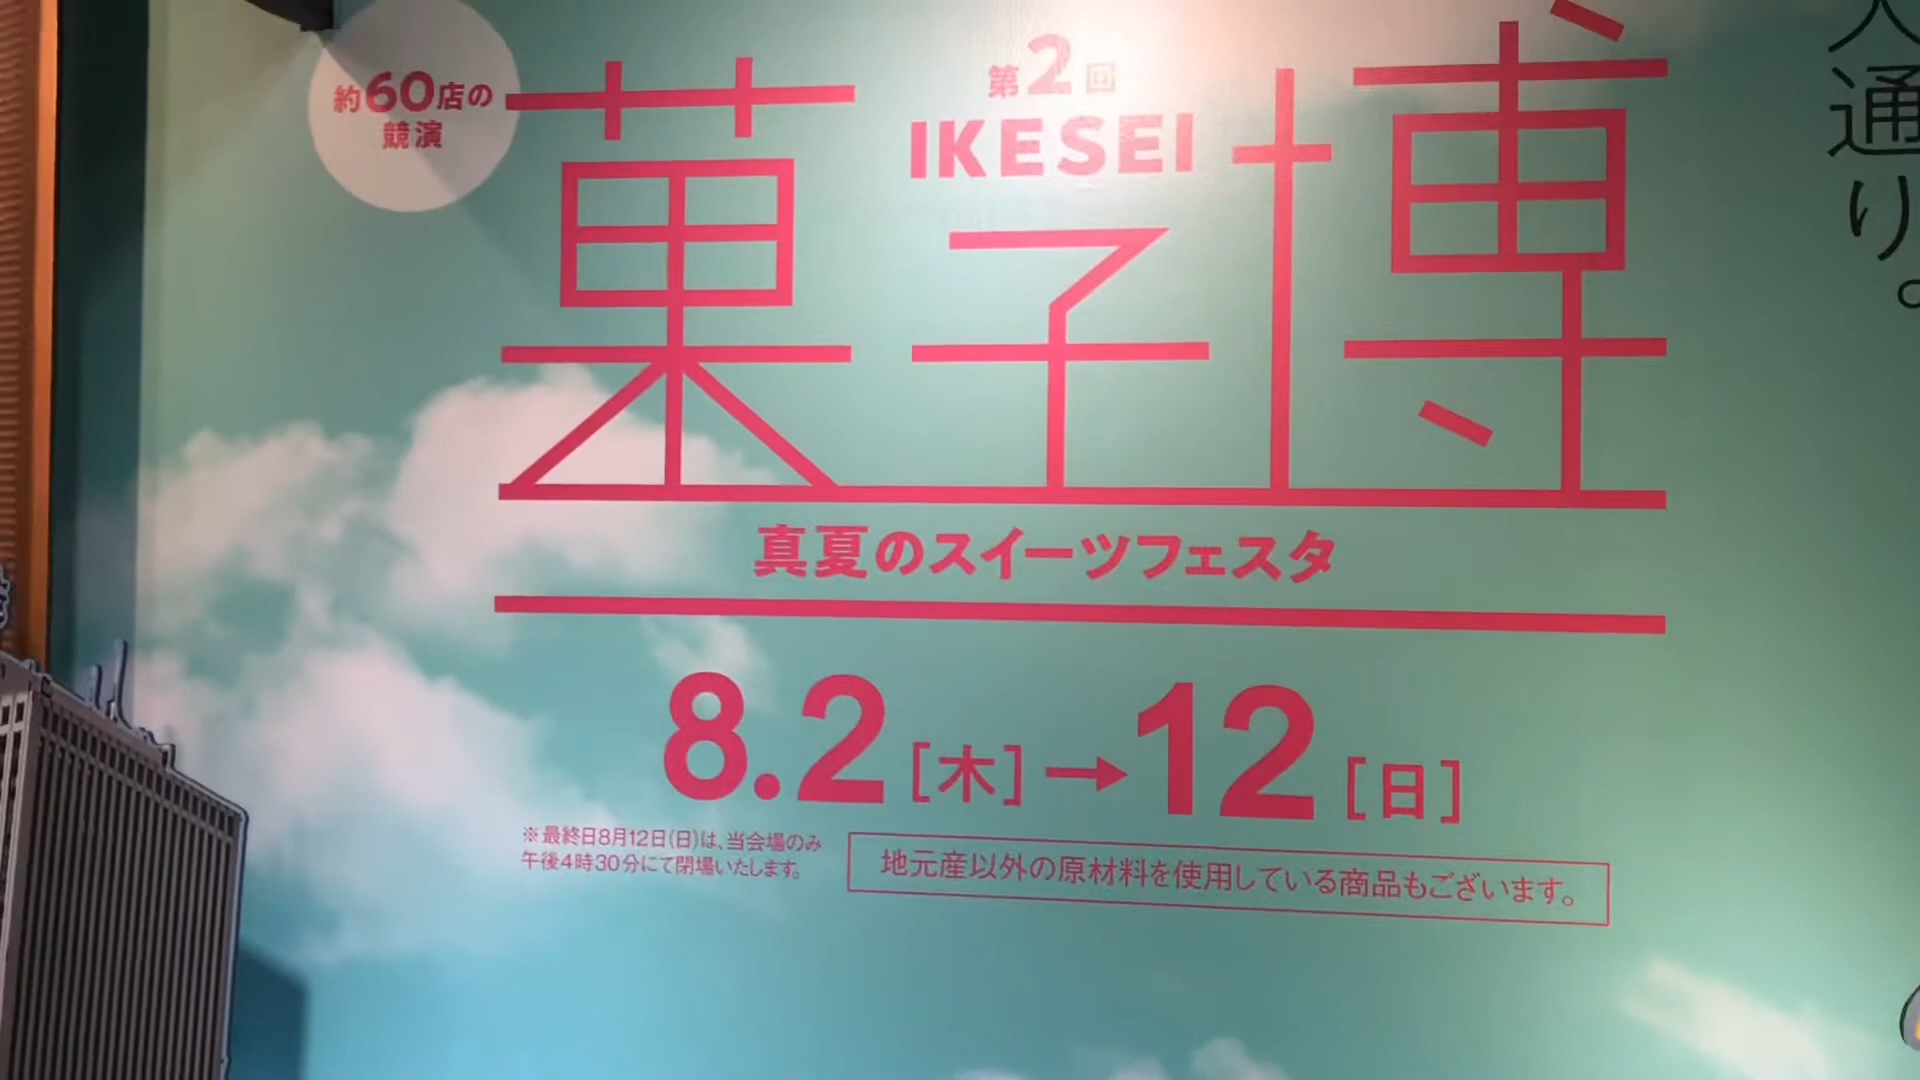 約60店の
競演
第2回
IKESEI
菓子博
真夏のスイーツフェスタ
8.2[木]→12[日]
※最終日8月12日(日)は、当会場のみ
午後4時30分にて閉場いたします。
地元産以外の原材料を使用している商品もございます。
通り。